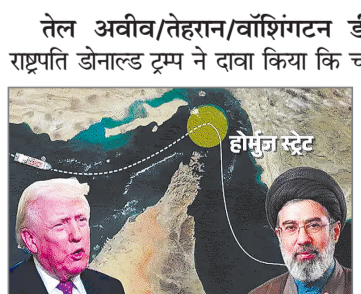 तेल अवीव/तेहरान/वॉशिंगटन
राष्ट्रपति डोनाल्ड ट्रम्प ने दावा किया कि
होर्मुज स्ट्रेट